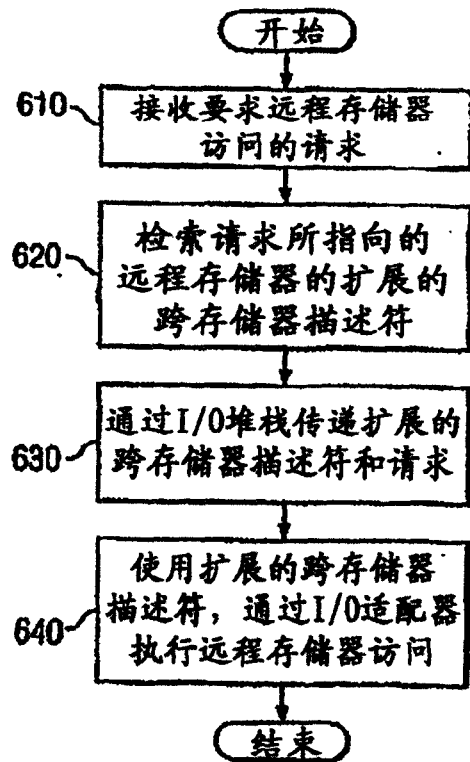 开始
610
接收要求远程存储器
访问的请求
620
检索请求所指向的
远程存储器的扩展的
跨存储器描述符
630
通过I/O堆栈传递扩展的
跨存储器描述符和请求
640
使用扩展的跨存储器
描述符，通过I/O适配器
执行远程存储器访问
结束